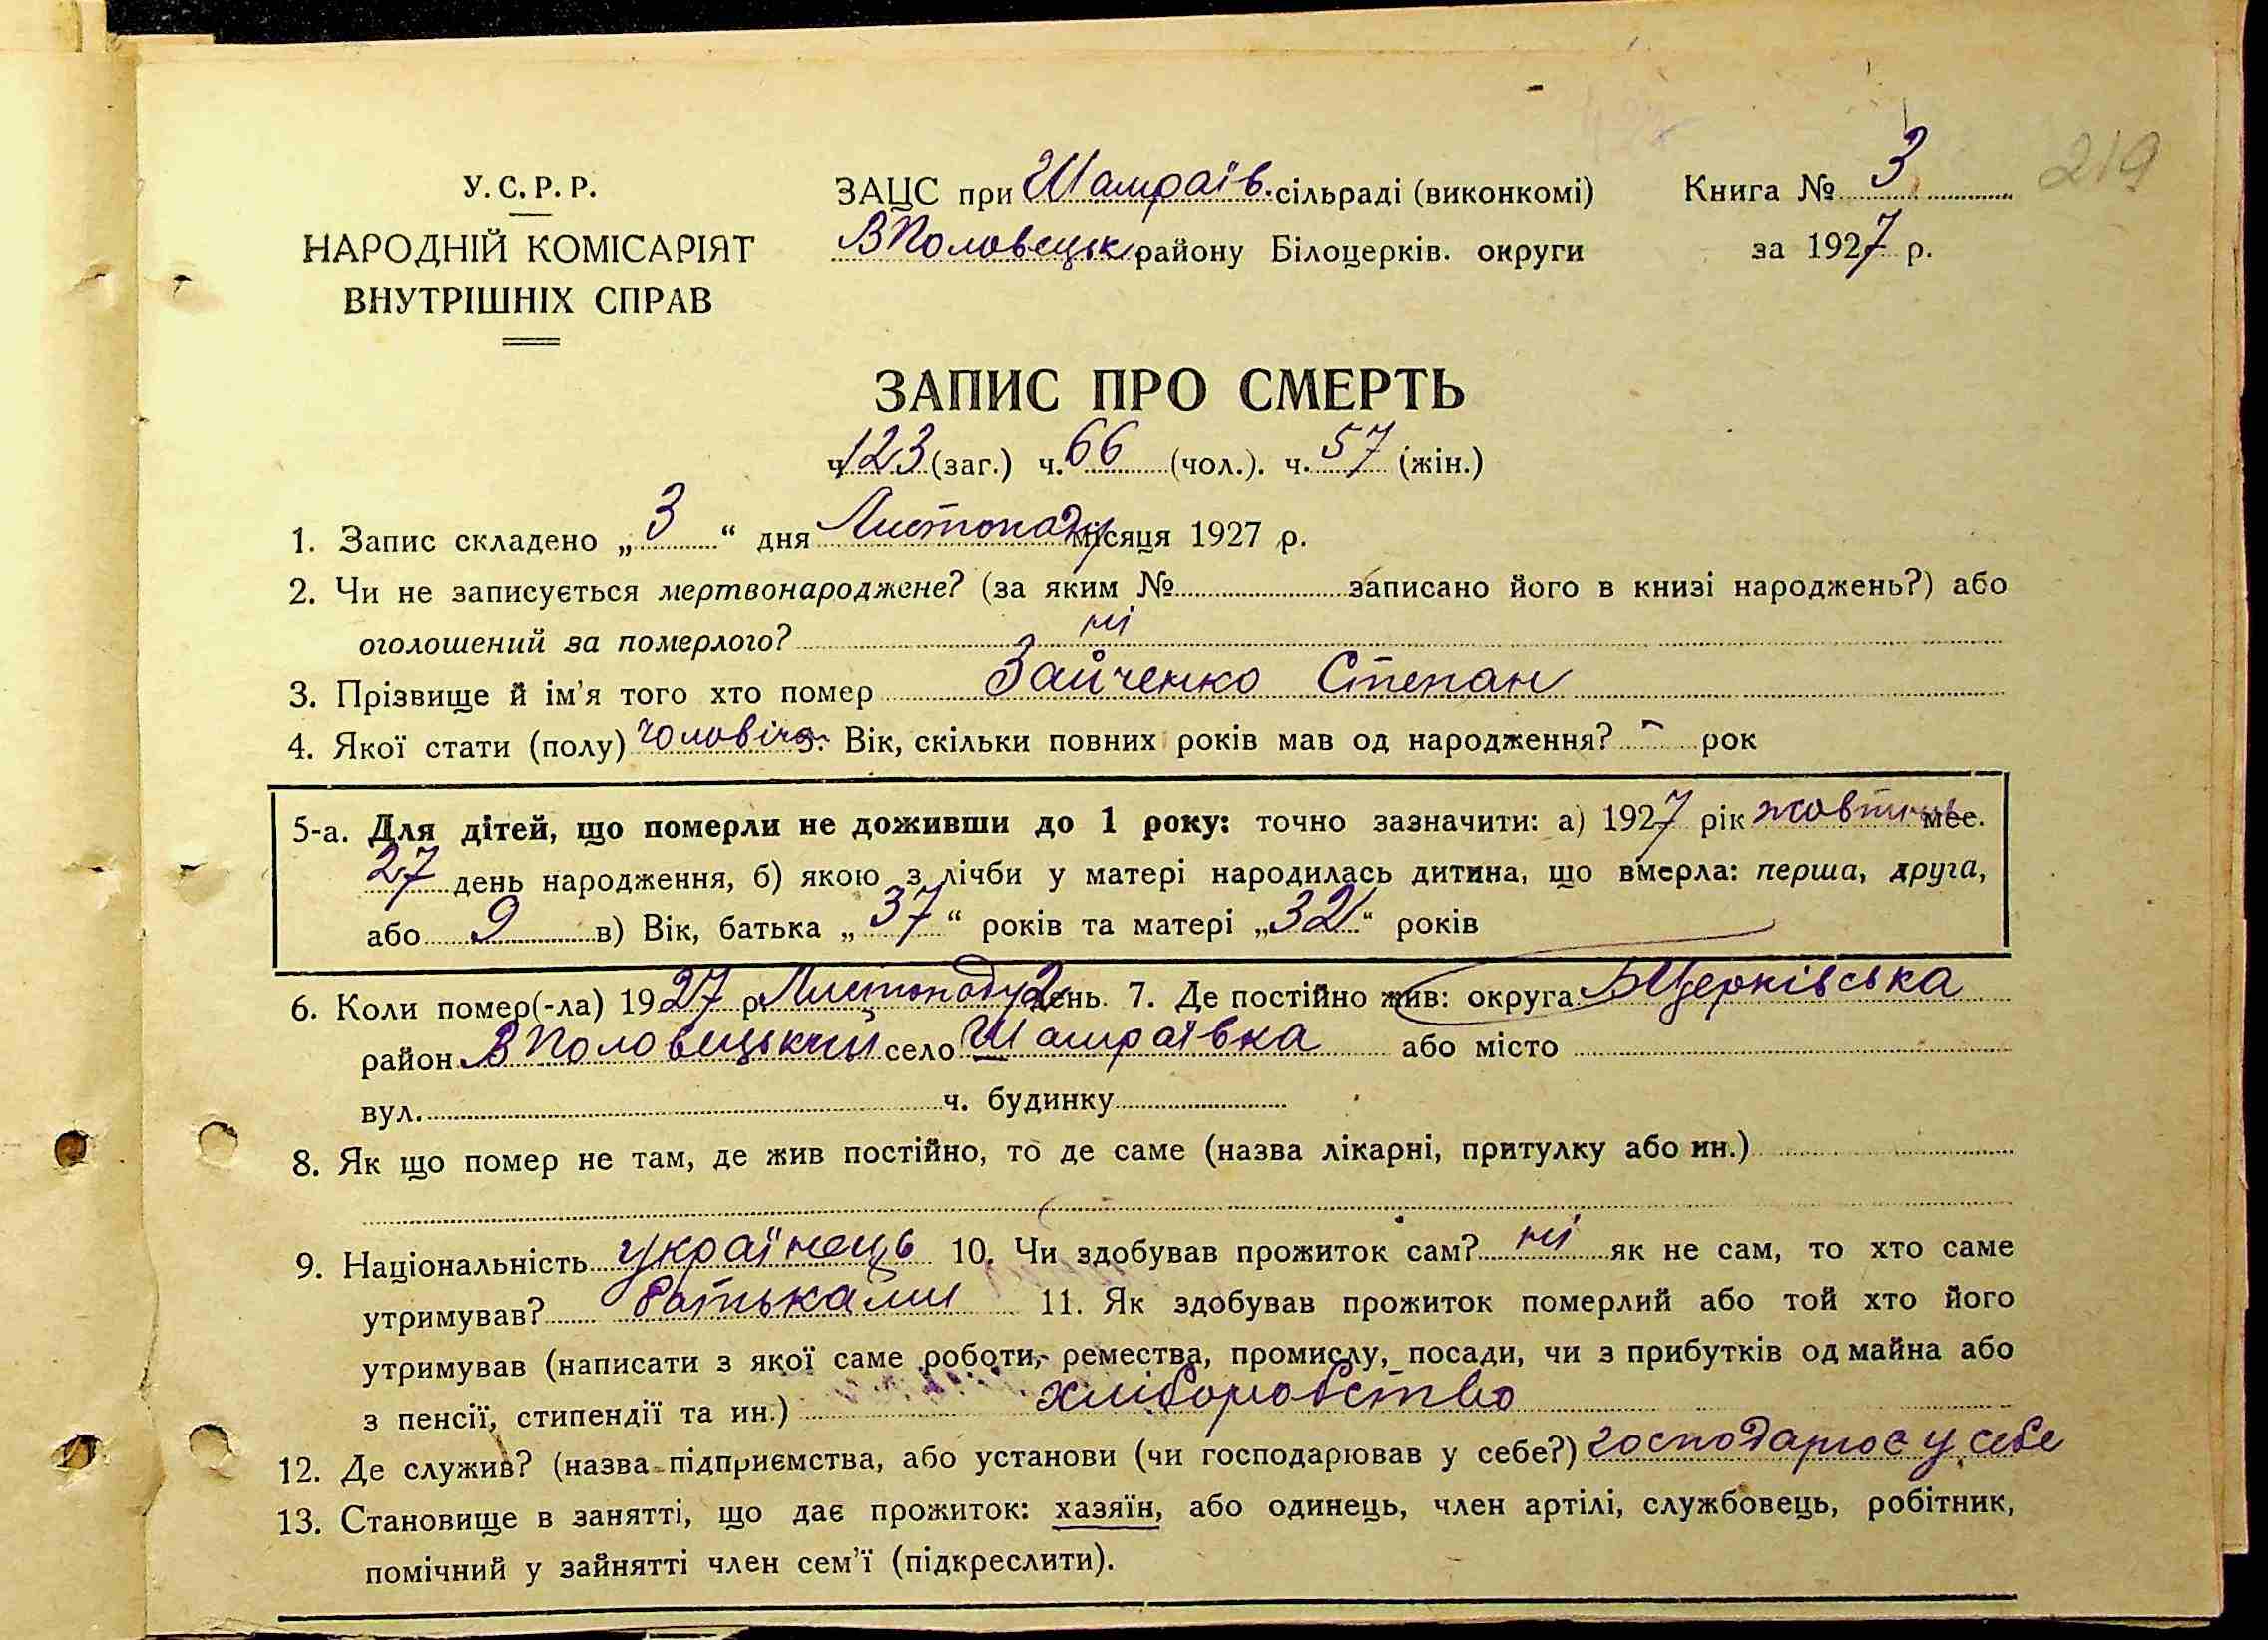 219
У.С.Р.Р.
НАРОДНІЙ КОМІСАРІЯТ
ВНУТРІШНІХ СПРАВ
ЗАЦС при Шамраїв. сільраді (виконкомі)
ВПоловецьк району Білоцерків. округи
Книга № 3
за 1927 р.
ЗАПИС ПРО СМЕРТЬ
ч. 123 (заг.) ч. 66 (чол.). ч. 57 (жін.)
1. Запис складено „ 3 “ дня Листопаду місяця 1927 р.
2. Чи не записується мертвонароджене? (за яким № записано його в книзі народжень?) або
оголошений за померлого? ні
3. Прізвище й ім’я того хто помер Зайченко Степан
4. Якої стати (полу) чоловіча. Вік, скільки повних років мав од народження? - рок
5-а. Для дітей, що померли не доживши до 1 року: точно зазначити: а) 1927 рік жовтня мес.
27 день народження, б) якою з лічби у матері народилась дитина, що вмерла: перша, друга,
або 9 в) Вік, батька „ 37 “ років та матері „ 32 “ років
6. Коли помер(-ла) 1927 р. Листопаду 2 день. 7. Де постійно жив: округа БЦерківська
район ВПоловецький село Шамраївка або місто
вул. ч. будинку
8. Як що помер не там, де жив постійно, то де саме (назва лікарні, притулку або ин.)
9. Національність українець 10. Чи здобував прожиток сам? ні як не сам, то хто саме
утримував? батьками 11. Як здобував прожиток померлий або той хто його
утримував (написати з якої саме роботи, ремества, промислу, посади, чи з прибутків од майна або
з пенсії, стипендії та ин.) хліборобство
12. Де служив? (назва підприємства, або установи (чи господарював у себе?) господарює у себе
13. Становище в занятті, що дає прожиток: хазяїн, або одинець, член артілі, службовець, робітник,
помічний у зайнятті член сем’ї (підкреслити).